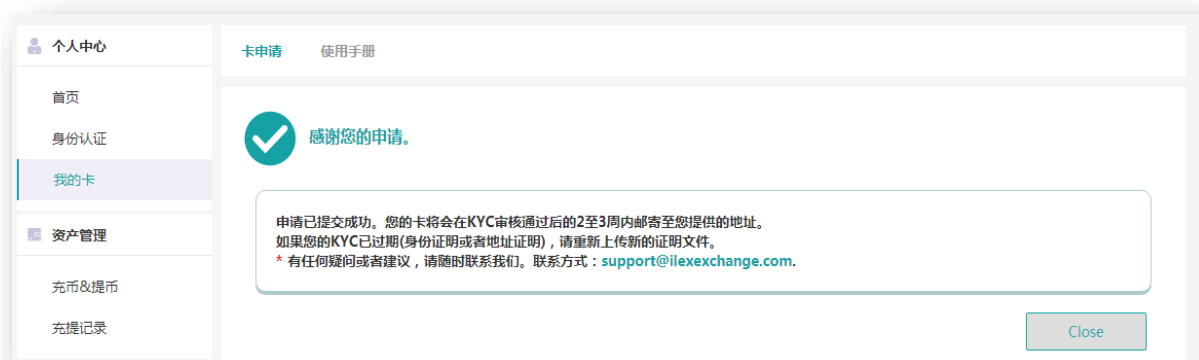 个人中心
首页
身份认证
我的卡
资产管理
充币&提币
充提记录
卡申请
使用手册
感谢您的申请。
申请已提交成功。您的卡将会在KYC审核通过后的2至3周内邮寄至您提供的地址。
如果您的KYC已过期(身份证明或者地址证明)，请重新上传新的证明文件。
* 有任何疑问或者建议，请随时联系我们。联系方式：support@ilexexchange.com.
Close